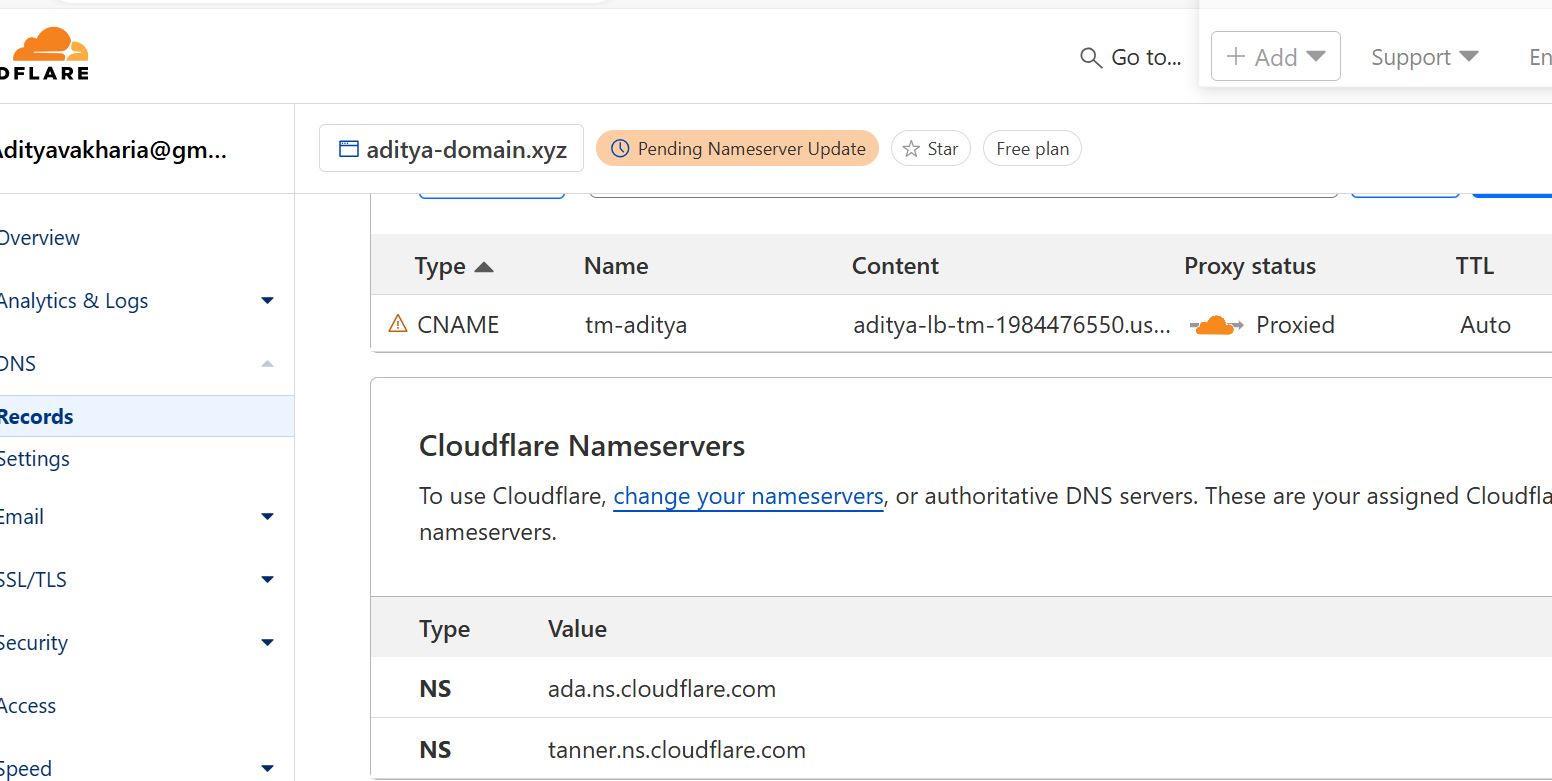 DFLARE
Go to...
+ Add
Support
En
Adityavakharia@gm...
aditya-domain.xyz
Pending Nameserver Update
Star
Free plan
Overview
Analytics & Logs
DNS
Records
Settings
Email
SSL/TLS
Security
Access
Speed
Type Name Content Proxy status TTL
CNAME tm-aditya aditya-lb-tm-1984476550.us... Proxied Auto
Cloudflare Nameservers
To use Cloudflare, change your nameservers, or authoritative DNS servers. These are your assigned Cloudfla
nameservers.
Type Value
NS ada.ns.cloudflare.com
NS tanner.ns.cloudflare.com